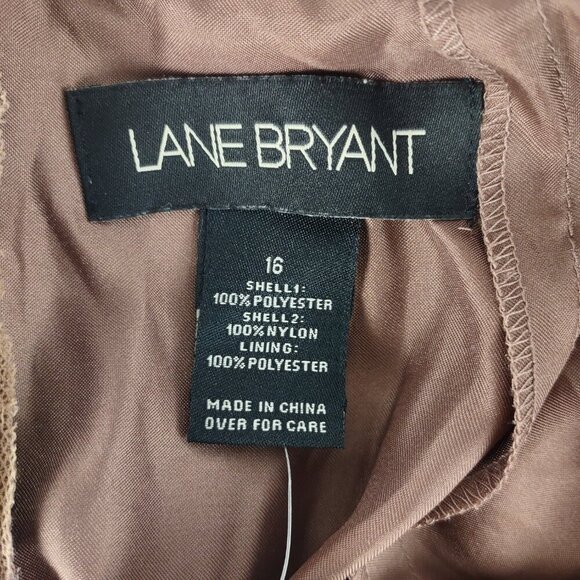 LANE BRYANT
16
SHELL1:
100% POLYESTER
SHELL2:
100% NYLON
LINING:
100% POLYESTER
MADE IN CHINA
OVER FOR CARE